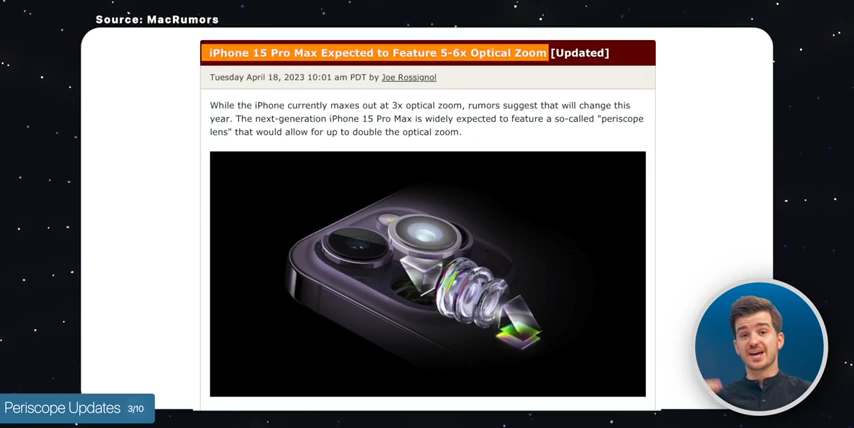 Source: MacRumors
iPhone 15 Pro Max Expected to Feature 5-6x Optical Zoom [Updated]
Tuesday April 18, 2023 10:01 am PDT by Joe Rossignol
While the iPhone currently maxes out at 3x optical zoom, rumors suggest that will change this
year. The next-generation iPhone 15 Pro Max is widely expected to feature a so-called "periscope
lens" that would allow for up to double the optical zoom.
Periscope Updates 3/10